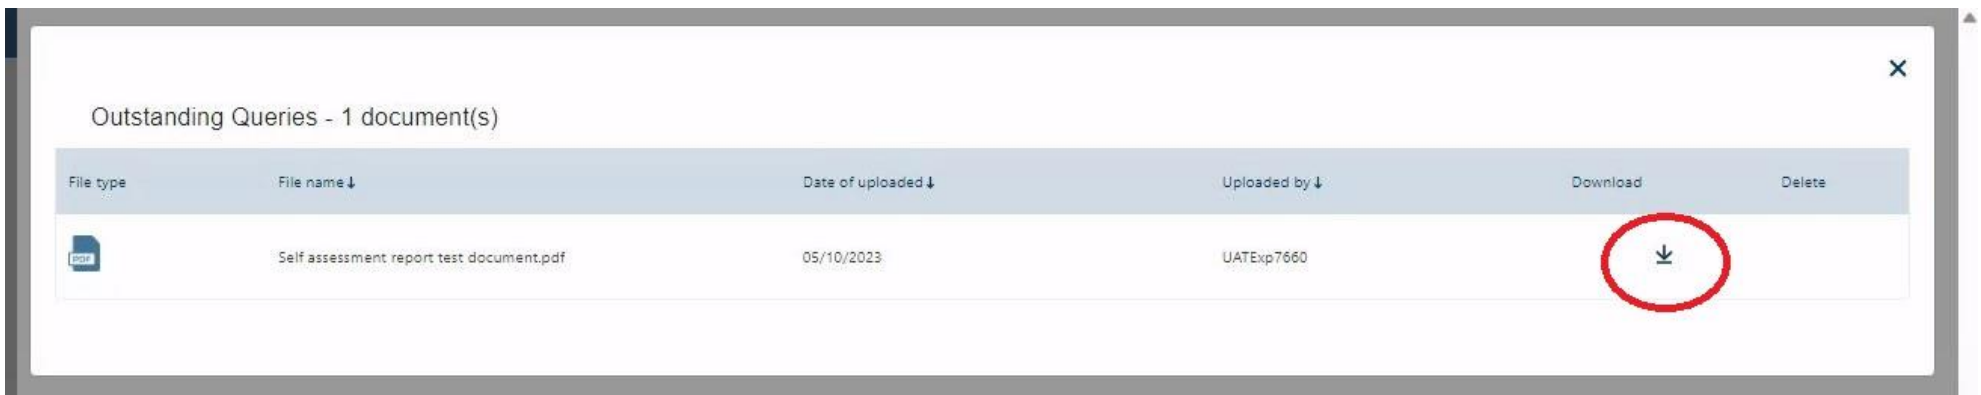 Outstanding Queries - 1 document(s)
File type File name Date of uploaded Uploaded by Download Delete
PDF Self assessment report test document.pdf 05/10/2023 UATExp7660